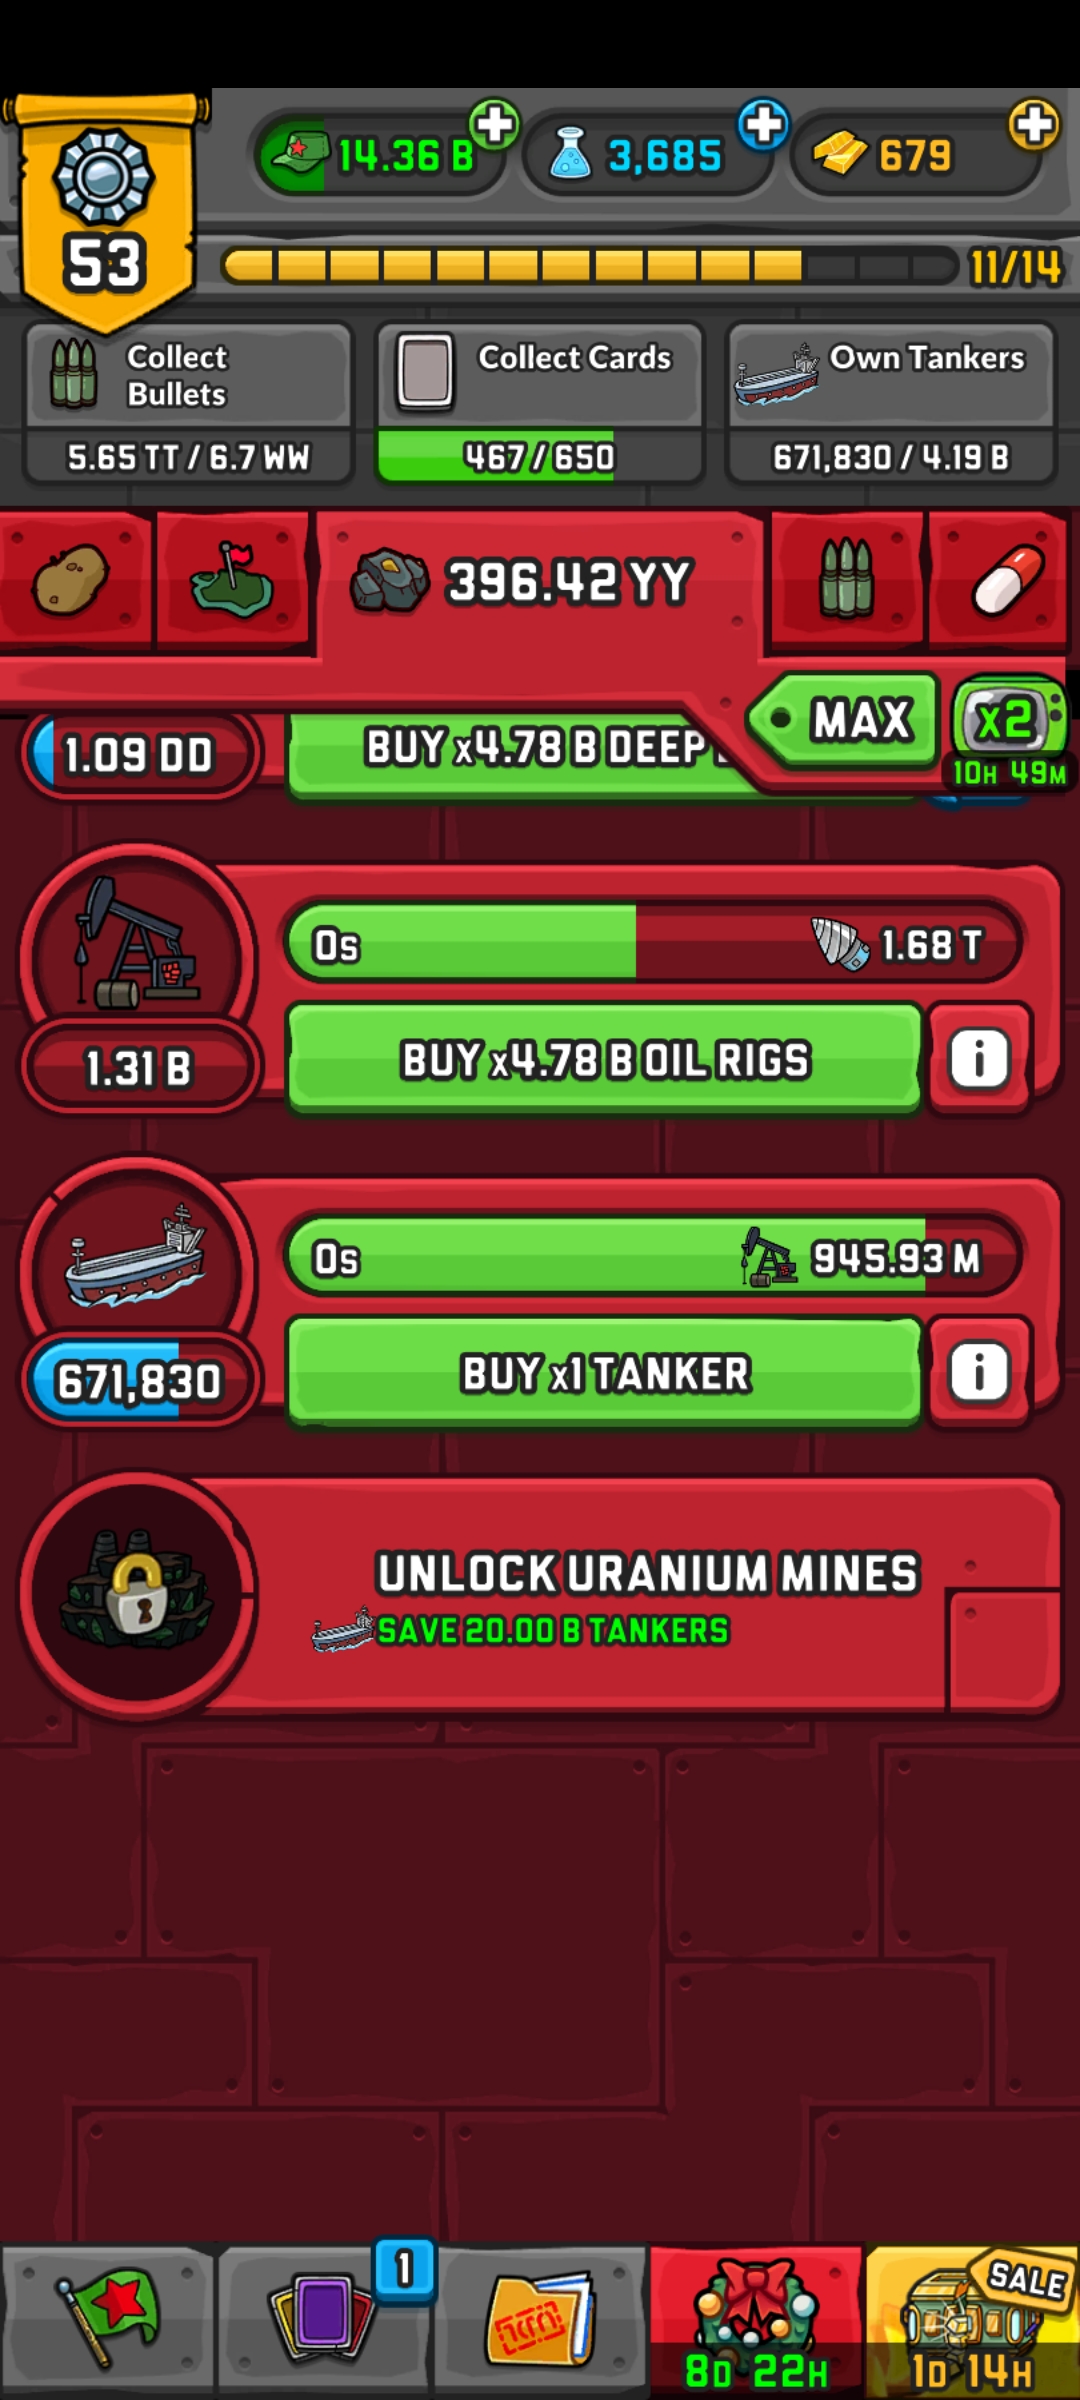 14.36 B
3,685
679
53
11/14
Collect
Bullets
5.65 TT / 6.7 WW
Collect Cards
467/650
Own Tankers
671,830 / 4.19 B
396.42 YY
MAX
x2
10H 49M
1.09 DD
BUY x4.78 B DEEP
0s
1.68 T
1.31 B
BUY x4.78 B OIL RIGS
i
0s
945.93 M
671,830
BUY x1 TANKER
i
UNLOCK URANIUM MINES
SAVE 20.00 B TANKERS
1
SALE
8D 22H
1D 14H